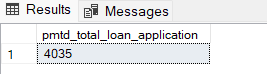 Results Messages
pmtd_total_loan_application
1 4035